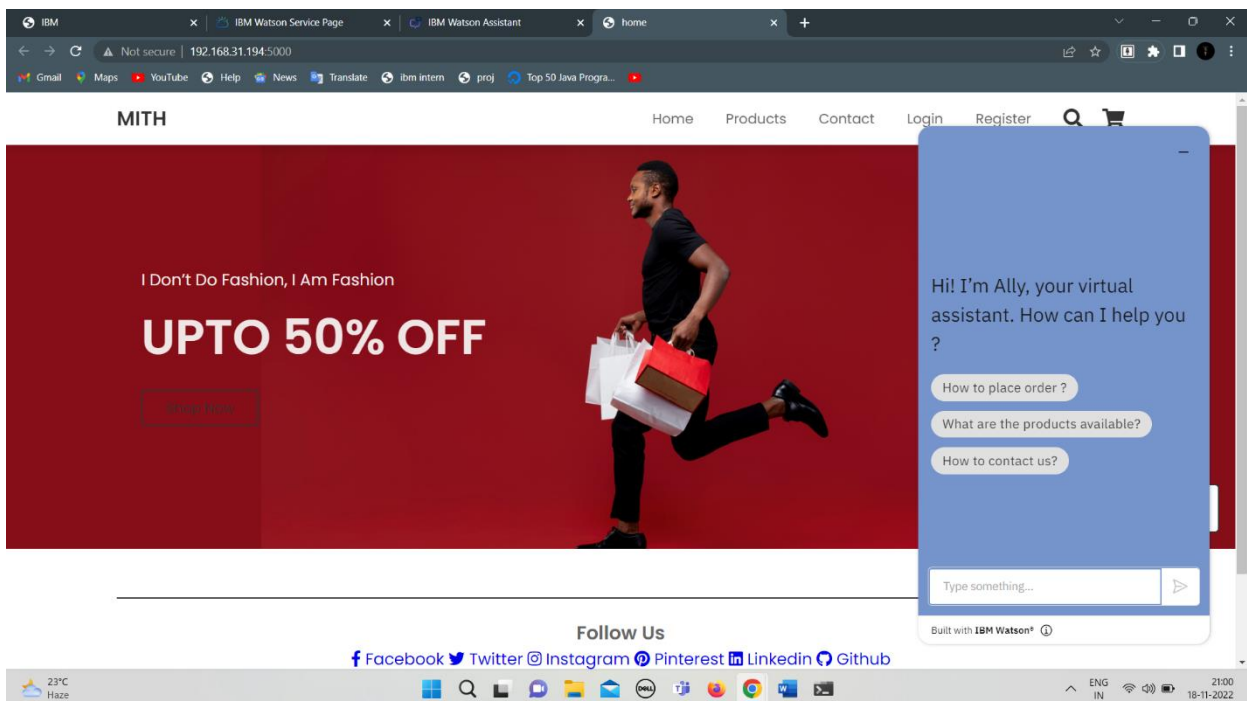 IBM
IBM Watson Service Page
IBM Watson Assistant
home
Not secure | 192.168.31.194:5000
Gmail Maps YouTube Help News Translate ibm intern proj Top 50 Java Progra...
MITH
Home Products Contact Login Register
I Don't Do Fashion, I Am Fashion
UPTO 50% OFF
Shop Now
Hi! I'm Ally, your virtual
assistant. How can I help you
?
How to place order ?
What are the products available?
How to contact us?
Type something...
Built with IBM Watson®
Follow Us
Facebook Twitter Instagram Pinterest Linkedin Github
23°C
Haze
DELL
ENG
IN
21:00
18-11-2022